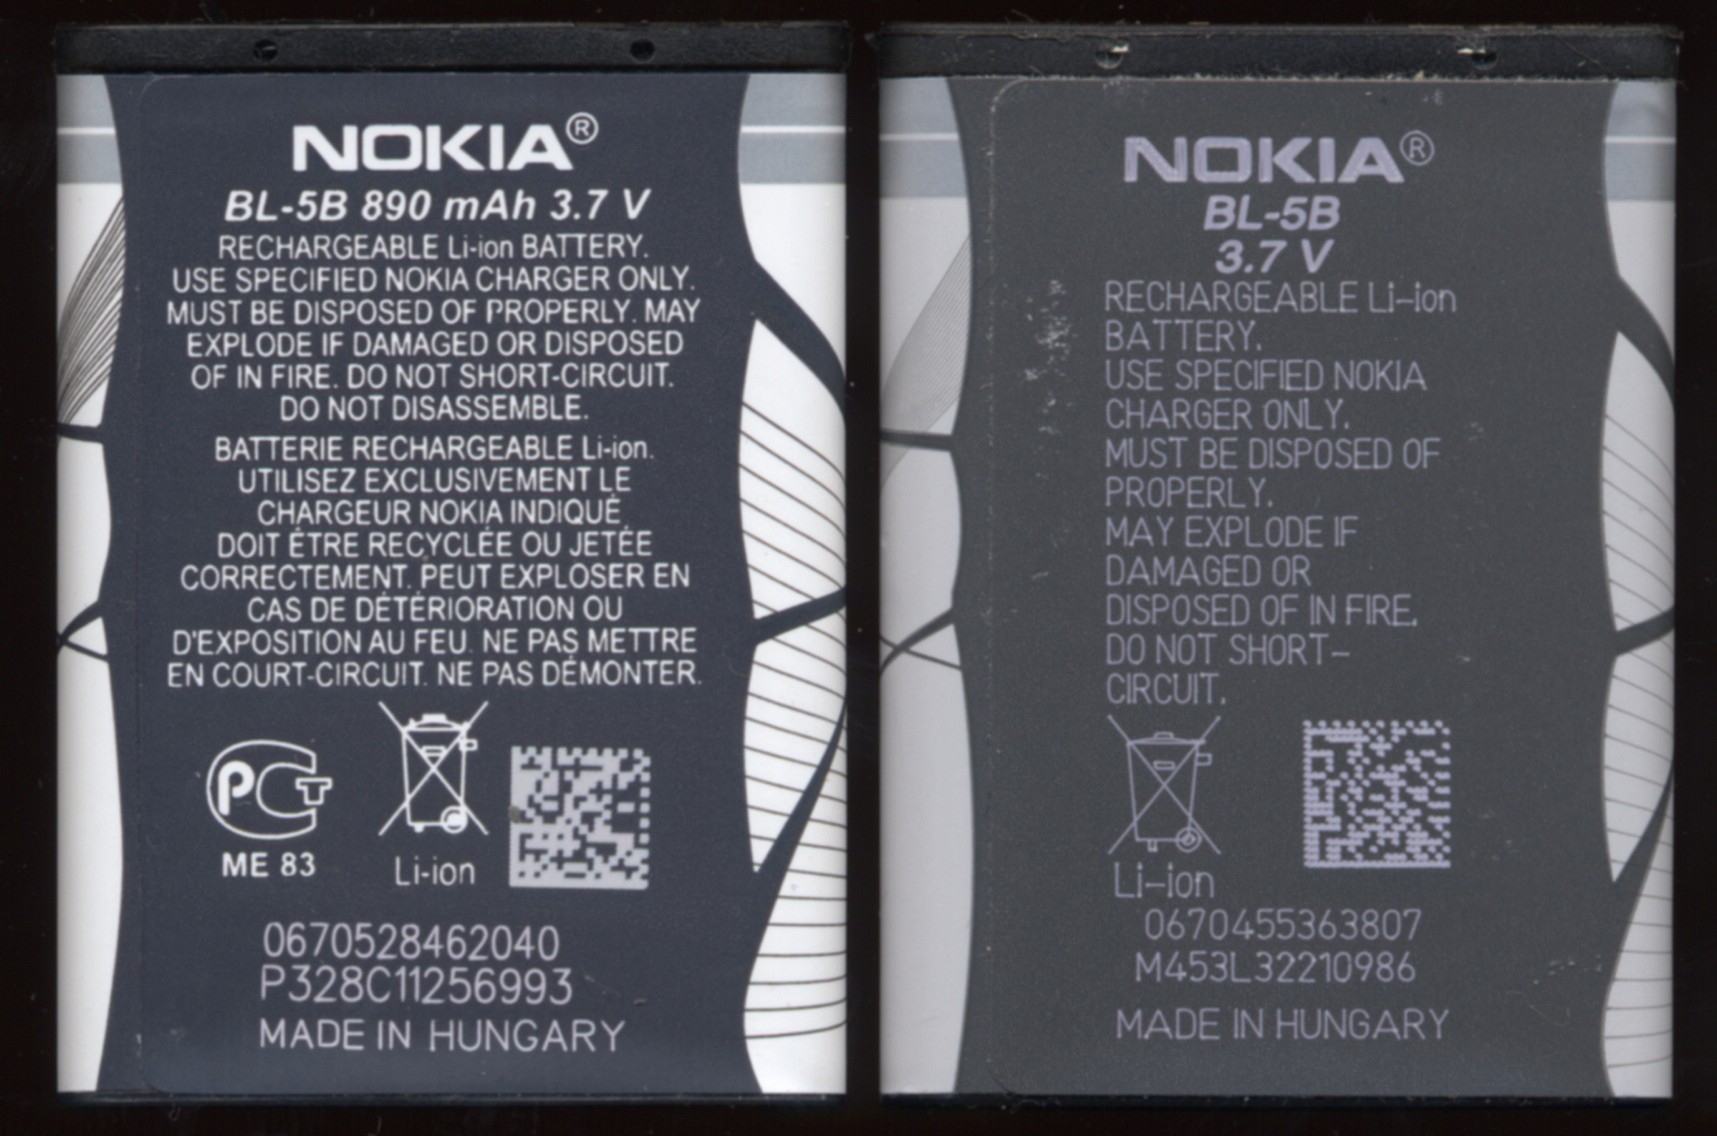 NOKIA®
BL-5B 890 mAh 3.7 V
RECHARGEABLE Li-ion BATTERY.
USE SPECIFIED NOKIA CHARGER ONLY.
MUST BE DISPOSED OF PROPERLY. MAY
EXPLODE IF DAMAGED OR DISPOSED
OF IN FIRE. DO NOT SHORT-CIRCUIT.
DO NOT DISASSEMBLE.
BATTERIE RECHARGEABLE Li-ion.
UTILISEZ EXCLUSIVEMENT LE
CHARGEUR NOKIA INDIQUÉ.
DOIT ÊTRE RECYCLÉE OU JETÉE
CORRECTEMENT. PEUT EXPLOSER EN
CAS DE DÉTÉRIORATION OU
D'EXPOSITION AU FEU. NE PAS METTRE
EN COURT-CIRCUIT. NE PAS DÉMONTER.
PCT
ME 83
Li-ion
0670528462040
P328C11256993
MADE IN HUNGARY
NOKIA®
BL-5B
3.7 V
RECHARGEABLE Li-ion
BATTERY.
USE SPECIFIED NOKIA
CHARGER ONLY.
MUST BE DISPOSED OF
PROPERLY.
MAY EXPLODE IF
DAMAGED OR
DISPOSED OF IN FIRE.
DO NOT SHORT-
CIRCUIT.
Li-ion
0670455363807
M453L32210986
MADE IN HUNGARY